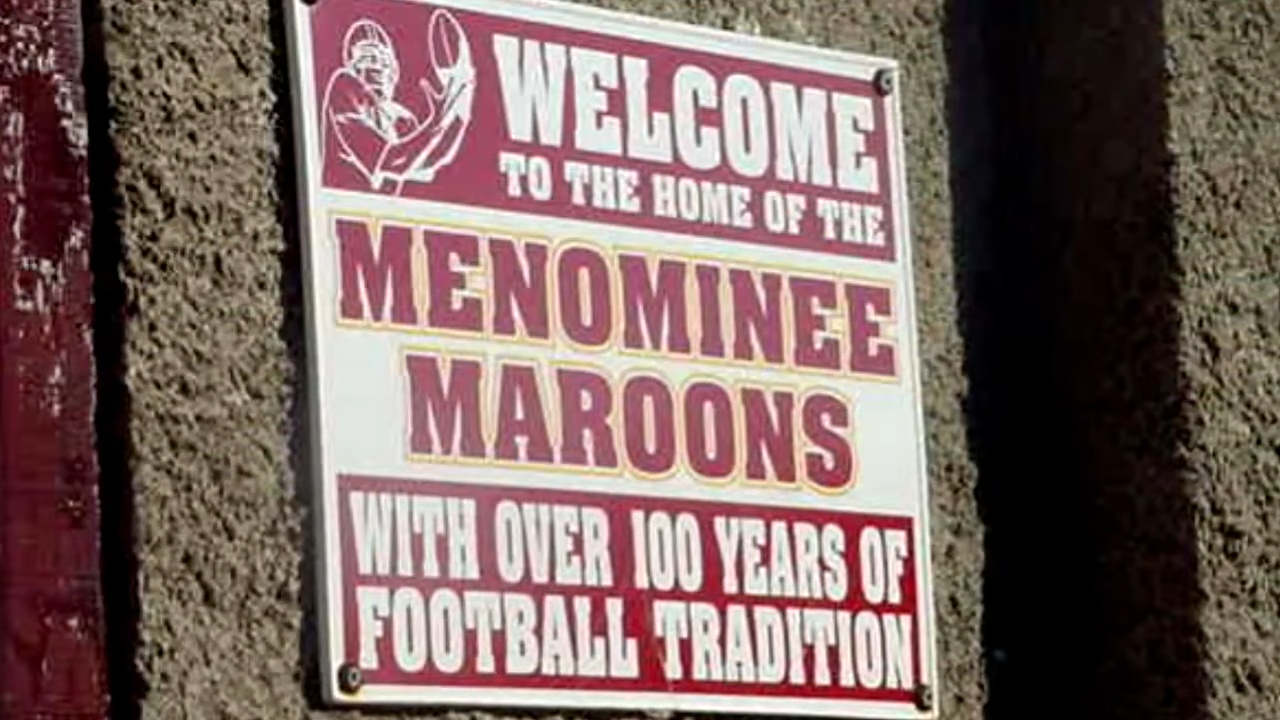 WELCOME
TO THE HOME OF THE
MENOMINEE
MAROONS
WITH OVER 100 YEARS OF
FOOTBALL TRADITION